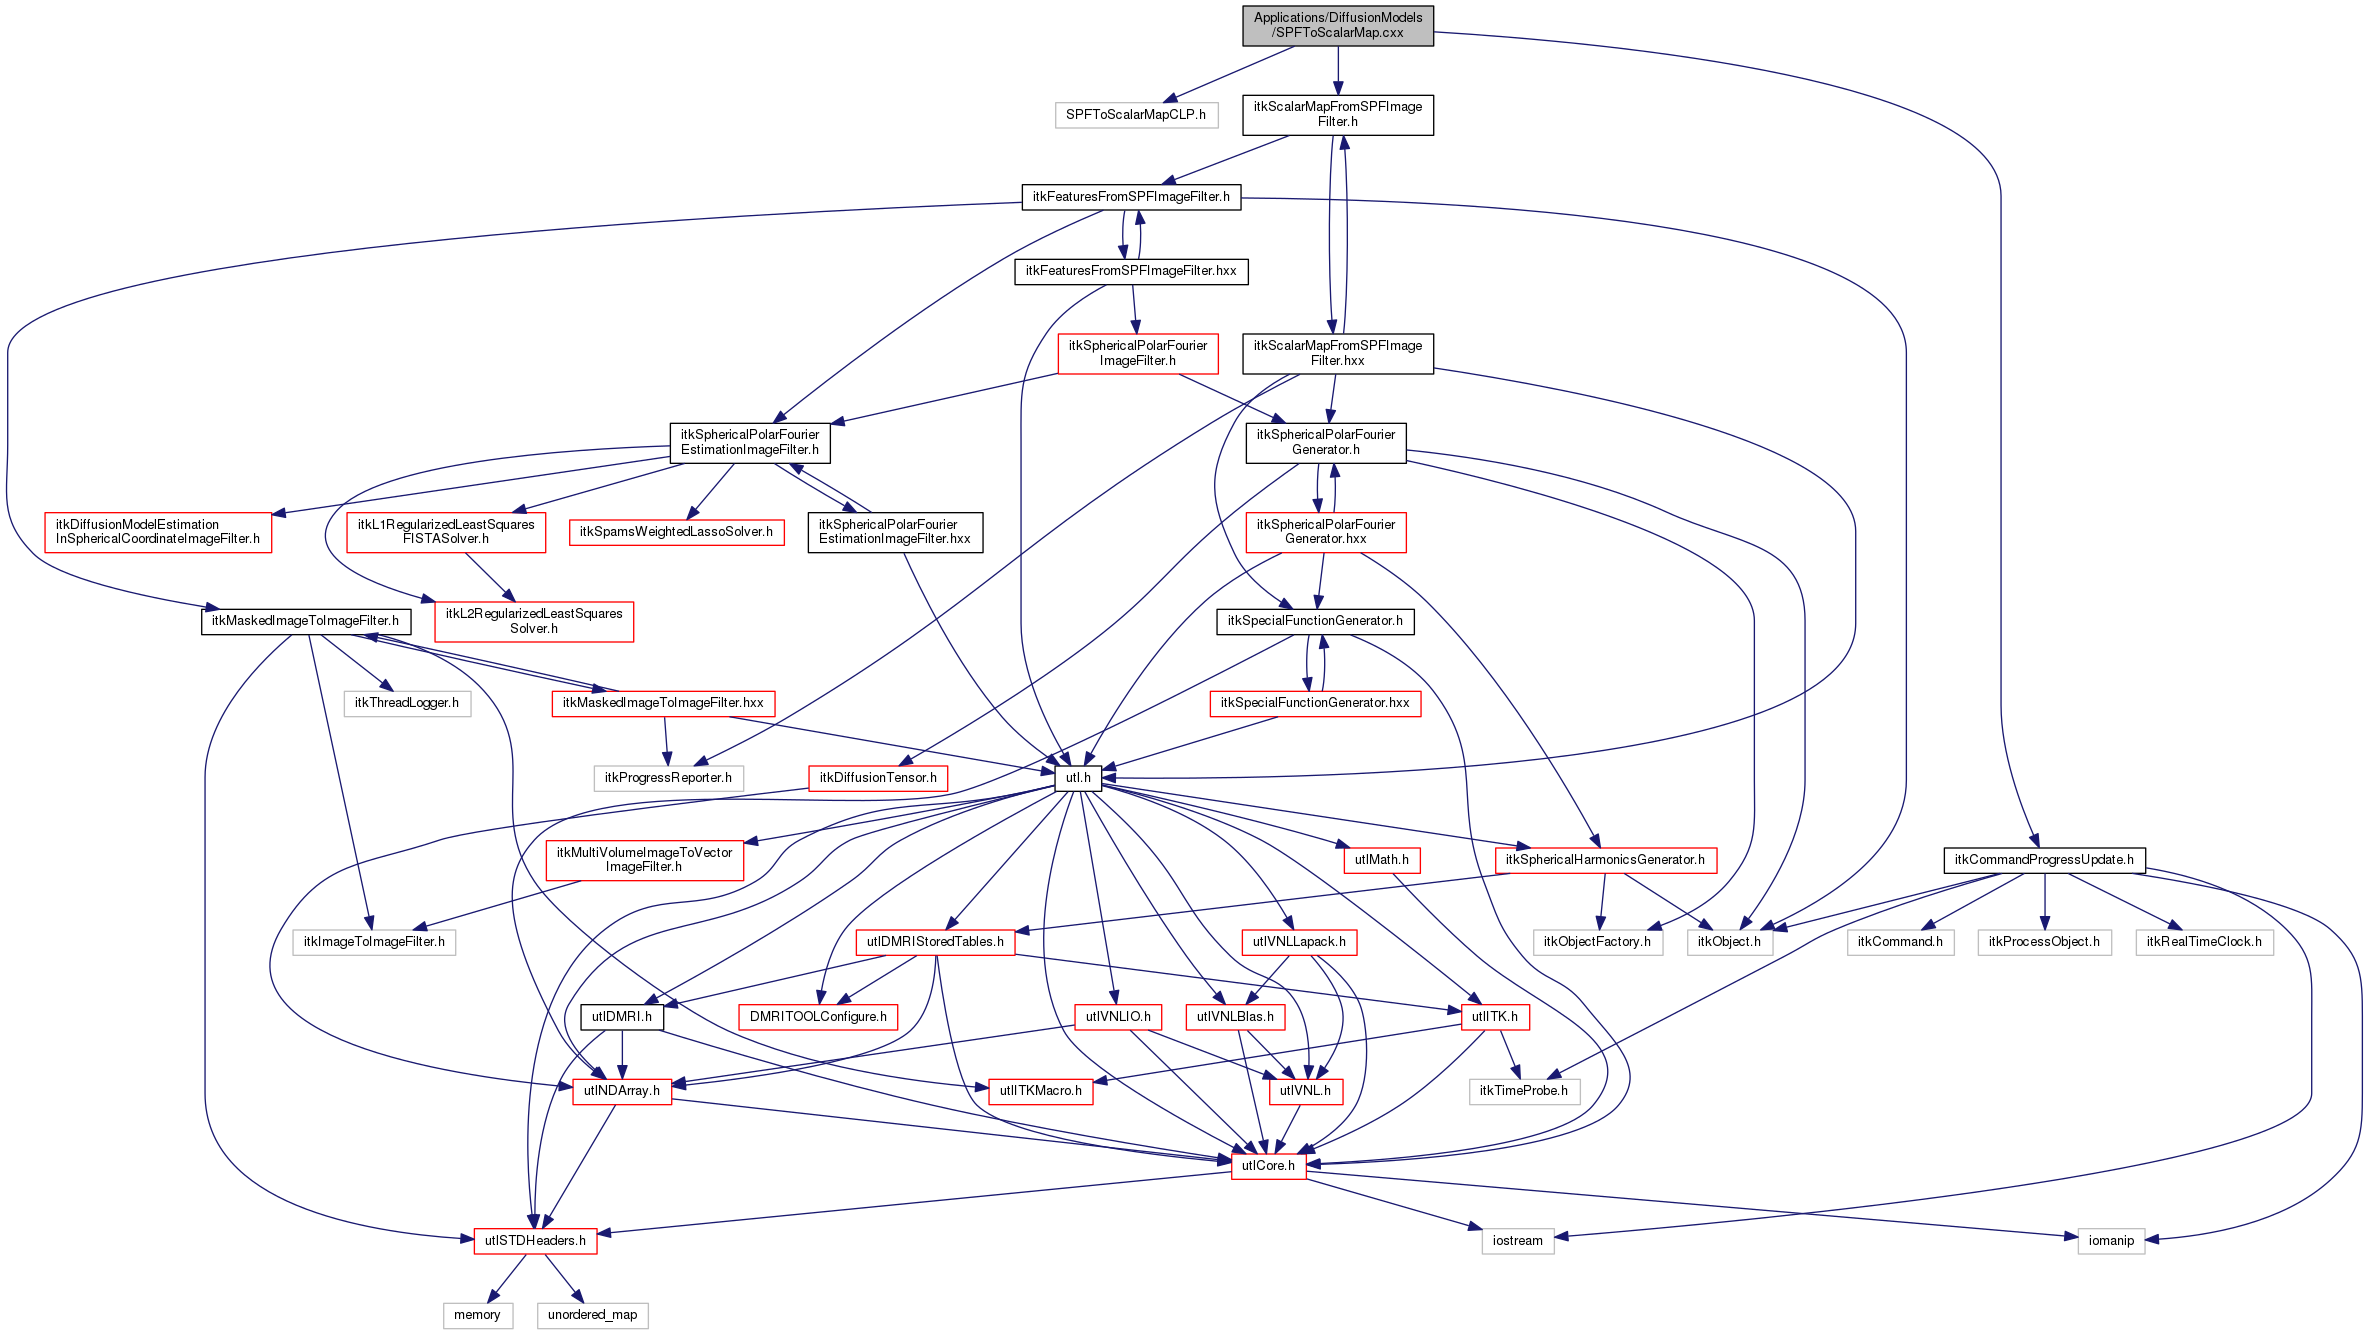 Applications/DiffusionModels
/SPFToScalarMap.cxx
SPFToScalarMapCLP.h
itkScalarMapFromSPFImage
Filter.h
itkFeaturesFromSPFImageFilter.h
itkFeaturesFromSPFImageFilter.hxx
itkSphericalPolarFourier
ImageFilter.h
itkScalarMapFromSPFImage
Filter.hxx
itkSphericalPolarFourier
EstimationImageFilter.h
itkSphericalPolarFourier
Generator.h
itkDiffusionModelEstimation
InSphericalCoordinateImageFilter.h
itkL1RegularizedLeastSquares
FISTASolver.h
itkSpamsWeightedLassoSolver.h
itkSphericalPolarFourier
EstimationImageFilter.hxx
itkSphericalPolarFourier
Generator.hxx
itkMaskedImageToImageFilter.h
itkL2RegularizedLeastSquares
Solver.h
itkSpecialFunctionGenerator.h
itkThreadLogger.h
itkMaskedImageToImageFilter.hxx
itkSpecialFunctionGenerator.hxx
itkProgressReporter.h
itkDiffusionTensor.h
utl.h
itkMultiVolumeImageToVector
ImageFilter.h
utlMath.h
itkSphericalHarmonicsGenerator.h
itkCommandProgressUpdate.h
itkImageToImageFilter.h
utlDMRIStoredTables.h
utlVNLLapack.h
itkObjectFactory.h
itkObject.h
itkCommand.h
itkProcessObject.h
itkRealTimeClock.h
utlDMRI.h
DMRITOOLConfigure.h
utlVNLIO.h
utlVNLBlas.h
utlITK.h
utlNDArray.h
utlITKMacro.h
utlVNL.h
itkTimeProbe.h
utlCore.h
utlSTDHeaders.h
iostream
iomanip
memory
unordered_map